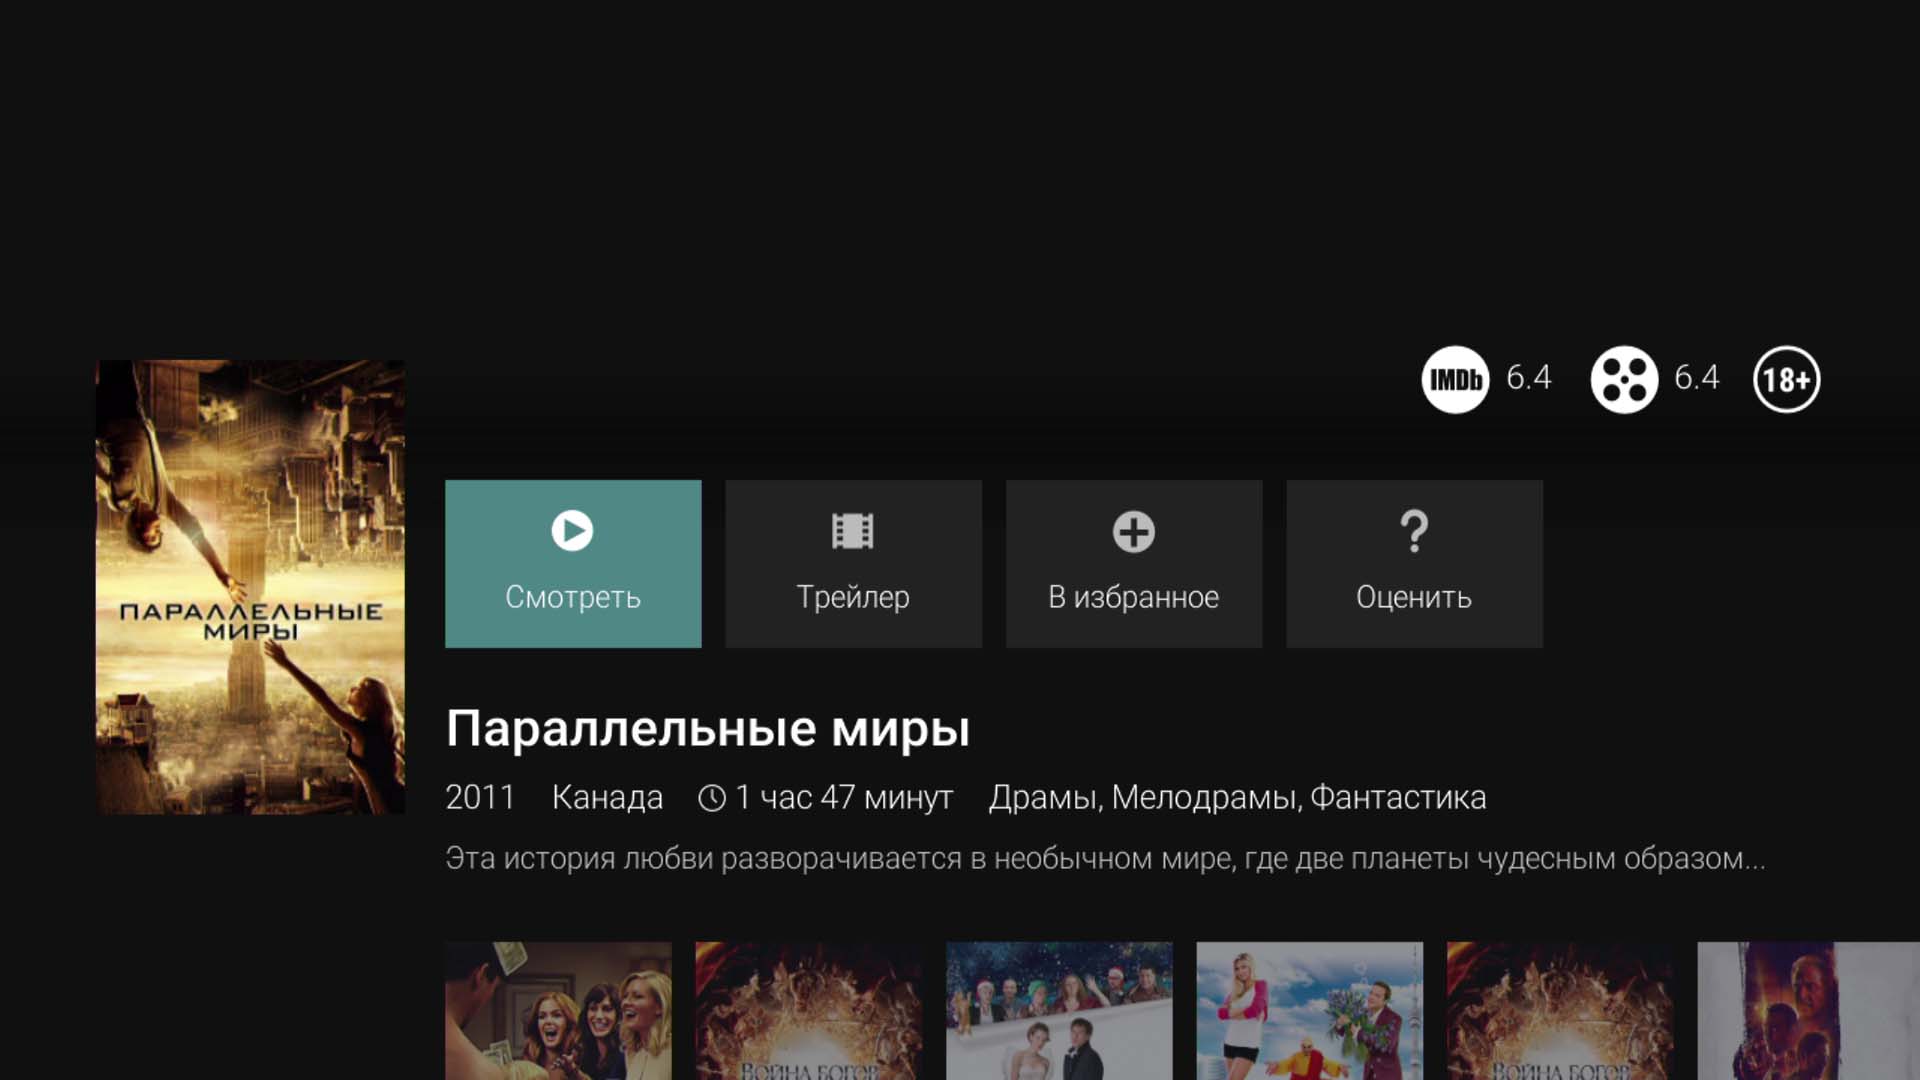 IMDb 6.4 6.4 18+
ПАРАЛЛЕЛЬНЫЕ
МИРЫ
Смотреть Трейлер В избранное Оценить
Параллельные миры
2011 Канада 1 час 47 минут Драмы, Мелодрамы, Фантастика
Эта история любви разворачивается в необычном мире, где две планеты чудесным образом...
ВОЙНА БОГОВ ВОЙНА БОГОВ